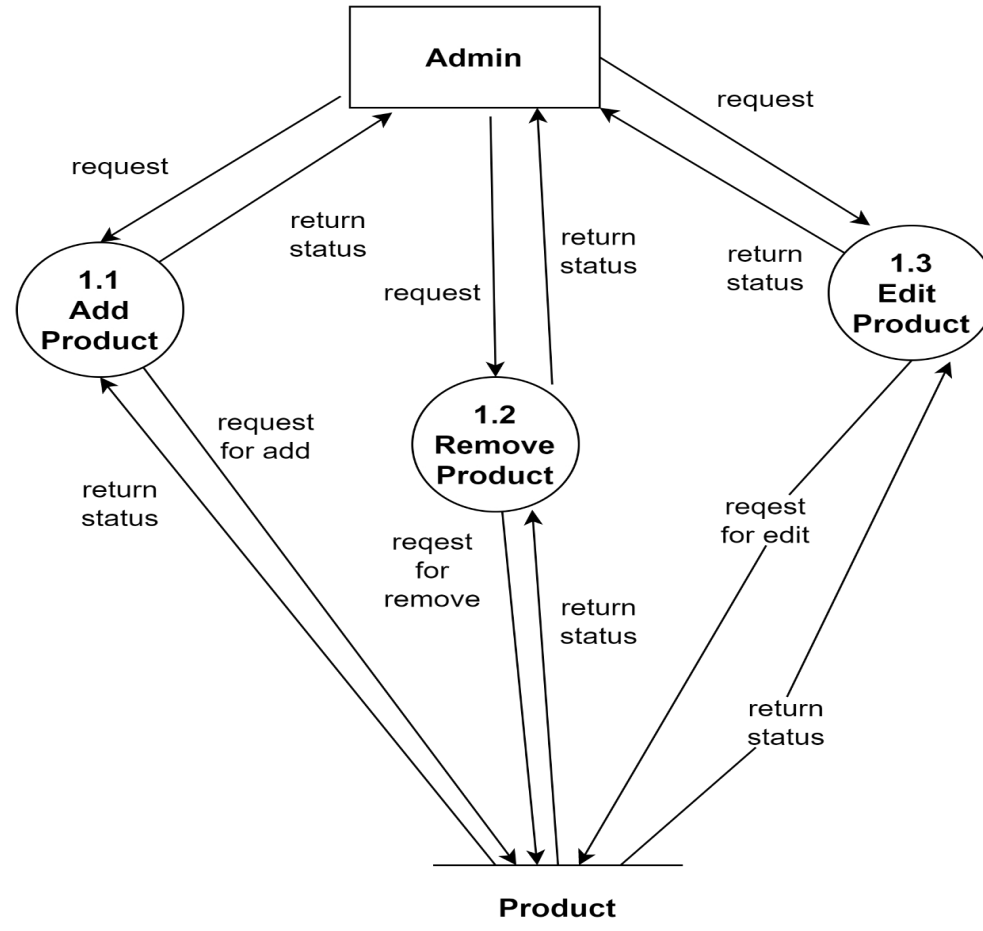 Admin
request
request
return
status
return
status
request
return
status
1.1
Add
Product
1.3
Edit
Product
1.2
Remove
Product
request
for add
return
status
reqest
for edit
reqest
for
remove
return
status
return
status
Product